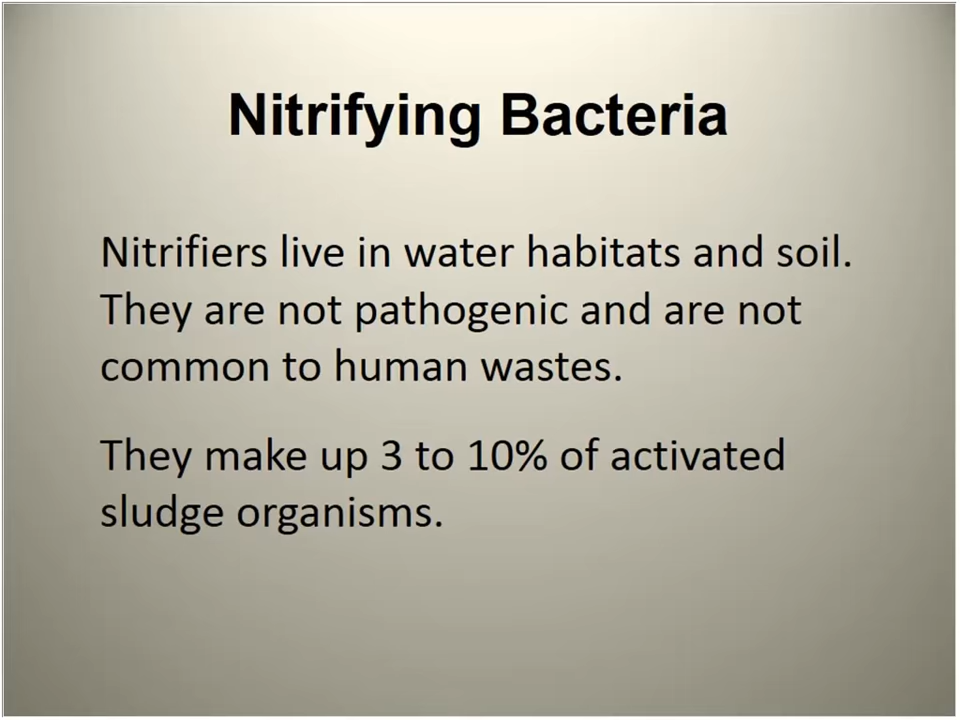 Nitrifying Bacteria
Nitrifiers live in water habitats and soil.
They are not pathogenic and are not
common to human wastes.
They make up 3 to 10% of activated
sludge organisms.